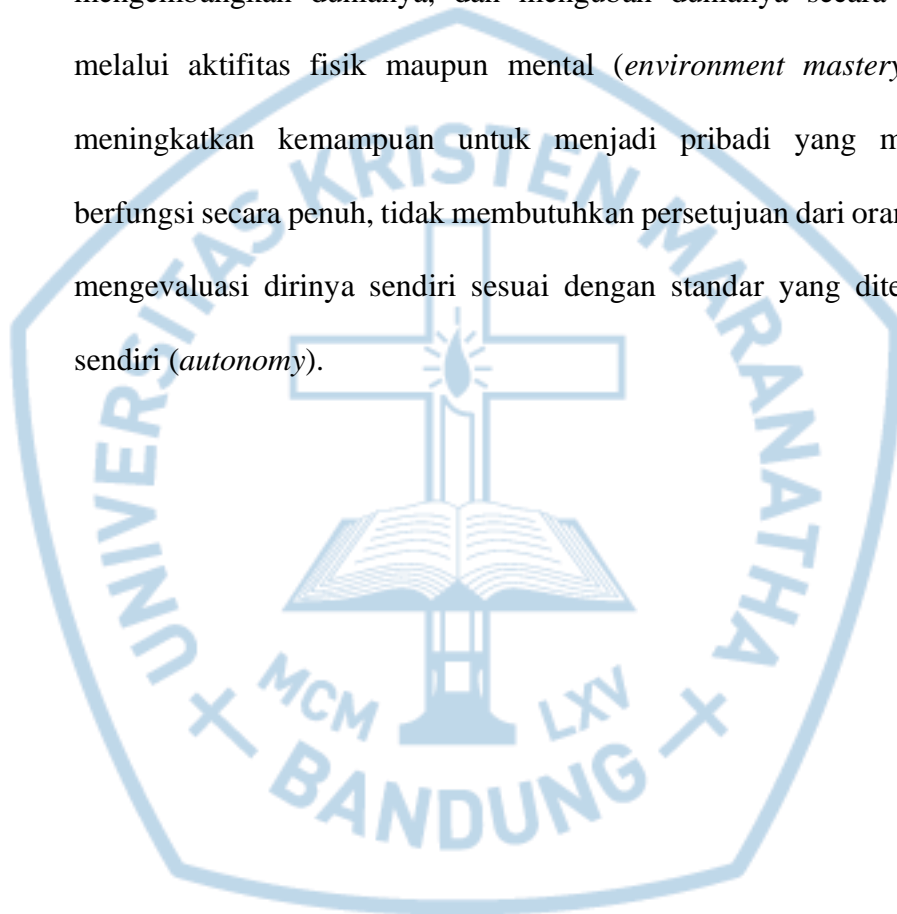 mengembangkan dunianya, dan mengubah dunianya secara
melalui aktifitas fisik maupun mental (environment mastery
meningkatkan kemampuan untuk menjadi pribadi yang m
berfungsi secara penuh, tidak membutuhkan persetujuan dari oran
mengevaluasi dirinya sendiri sesuai dengan standar yang dite
sendiri (autonomy).
UNIVERSITAS KRISTEN MARANATHA
MCM LXV
BANDUNG